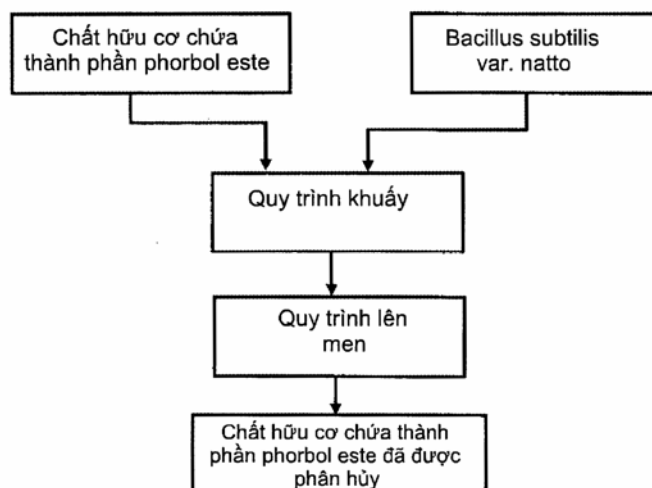 Chất hữu cơ chứa
thành phần phorbol este
Bacillus subtilis
var. natto
Quy trình khuấy
Quy trình lên
men
Chất hữu cơ chứa thành
phần phorbol este đã được
phân hủy